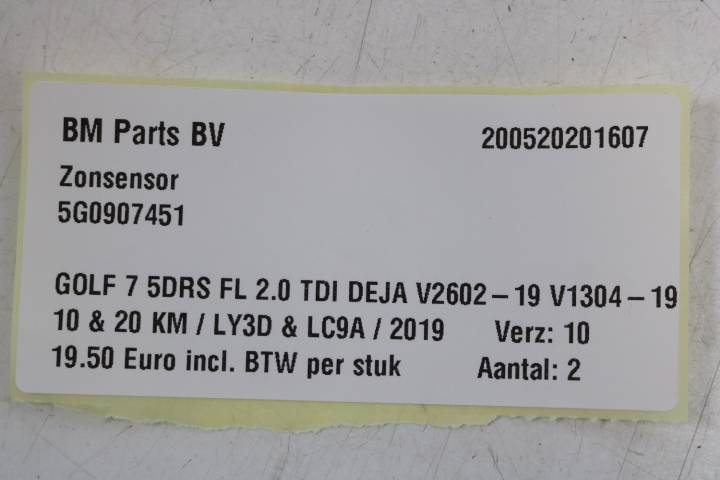 BM Parts BV 200520201607
Zonsensor
5G0907451
GOLF 7 5DRS FL 2.0 TDI DEJA V2602-19 V1304-19
10 & 20 KM / LY3D & LC9A / 2019 Verz: 10
19.50 Euro incl. BTW per stuk Aantal: 2